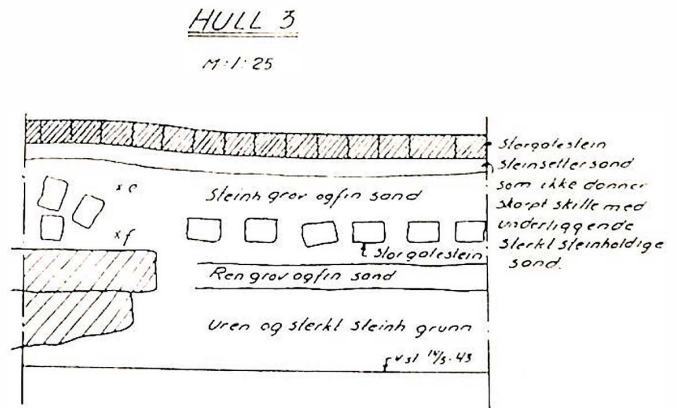 HULL 3
M:1:25
Storgatestein
Steinsettersand
som ikke danner
skarpt skille med
underliggende
sterkt steinholdige
sand.
x e
Steinh grov og fin sand
x f
Storgatestein
Ren grov og fin sand
Uren og sterkt steinh grunn
v st 14/5-43